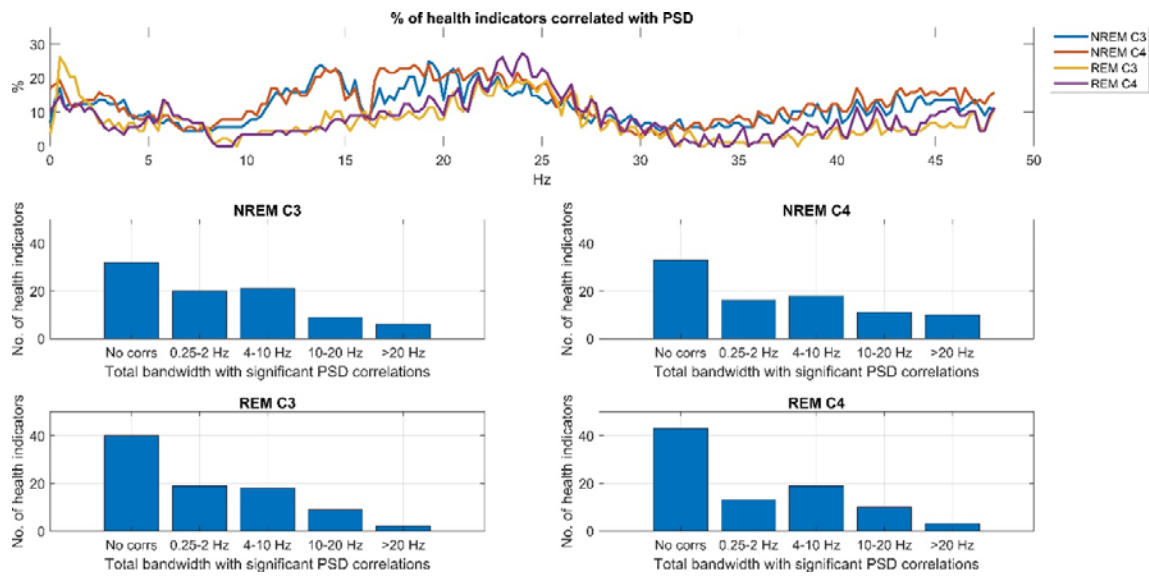 % of health indicators correlated with PSD
NREM C3
NREM C4
REM C3
REM C4
%
30
20
10
0
0 5 10 15 20 25 30 35 40 45 50
Hz
NREM C3
No. of health indicators
40
20
0
No corrs 0.25-2 Hz 4-10 Hz 10-20 Hz >20 Hz
Total bandwidth with significant PSD correlations
NREM C4
No. of health indicators
40
20
0
No corrs 0.25-2 Hz 4-10 Hz 10-20 Hz >20 Hz
Total bandwidth with significant PSD correlations
REM C3
No. of health indicators
40
20
0
No corrs 0.25-2 Hz 4-10 Hz 10-20 Hz >20 Hz
Total bandwidth with significant PSD correlations
REM C4
No. of health indicators
40
20
0
No corrs 0.25-2 Hz 4-10 Hz 10-20 Hz >20 Hz
Total bandwidth with significant PSD correlations